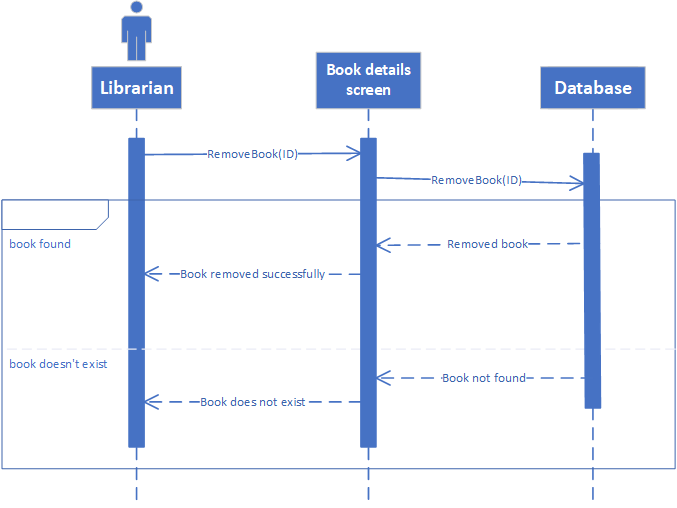 Librarian
Book details
screen
Database
RemoveBook(ID)
RemoveBook(ID)
book found
Removed book
Book removed successfully
book doesn't exist
Book not found
Book does not exist